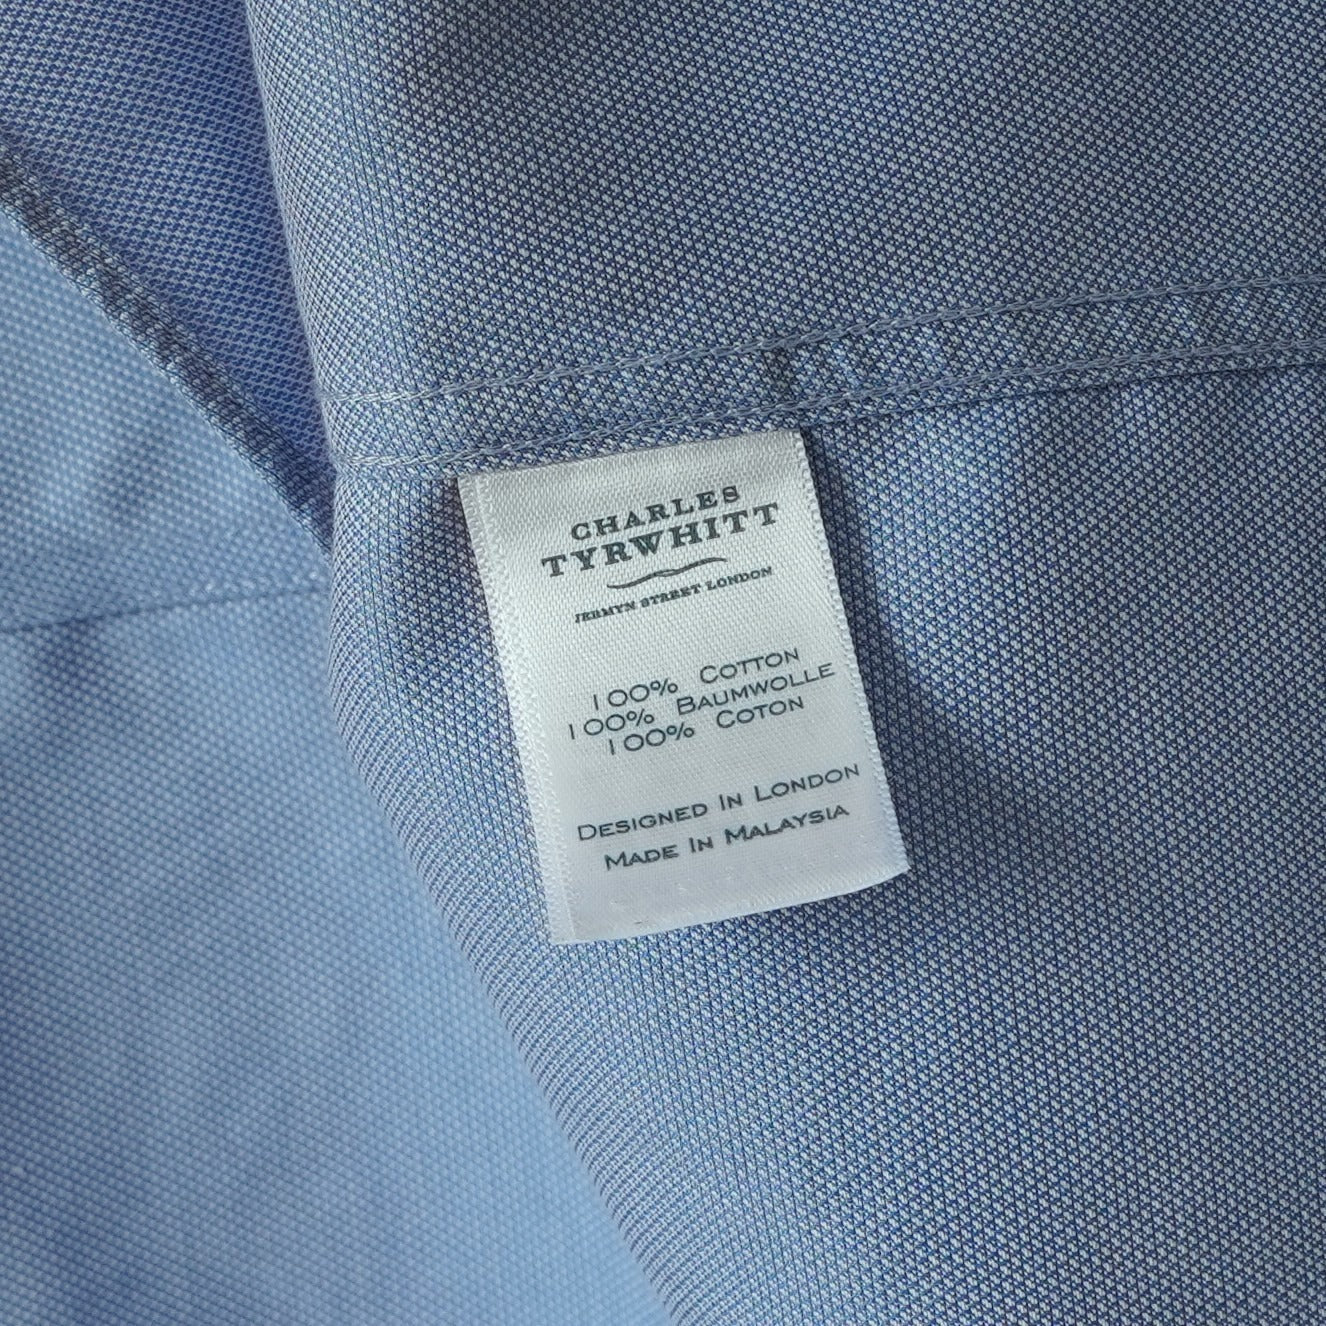 CHARLES
TYRWHITT
JERMYN STREET LONDON
100% COTTON
100% BAUMWOLLE
100% COTON
DESIGNED IN LONDON
MADE IN MALAYSIA